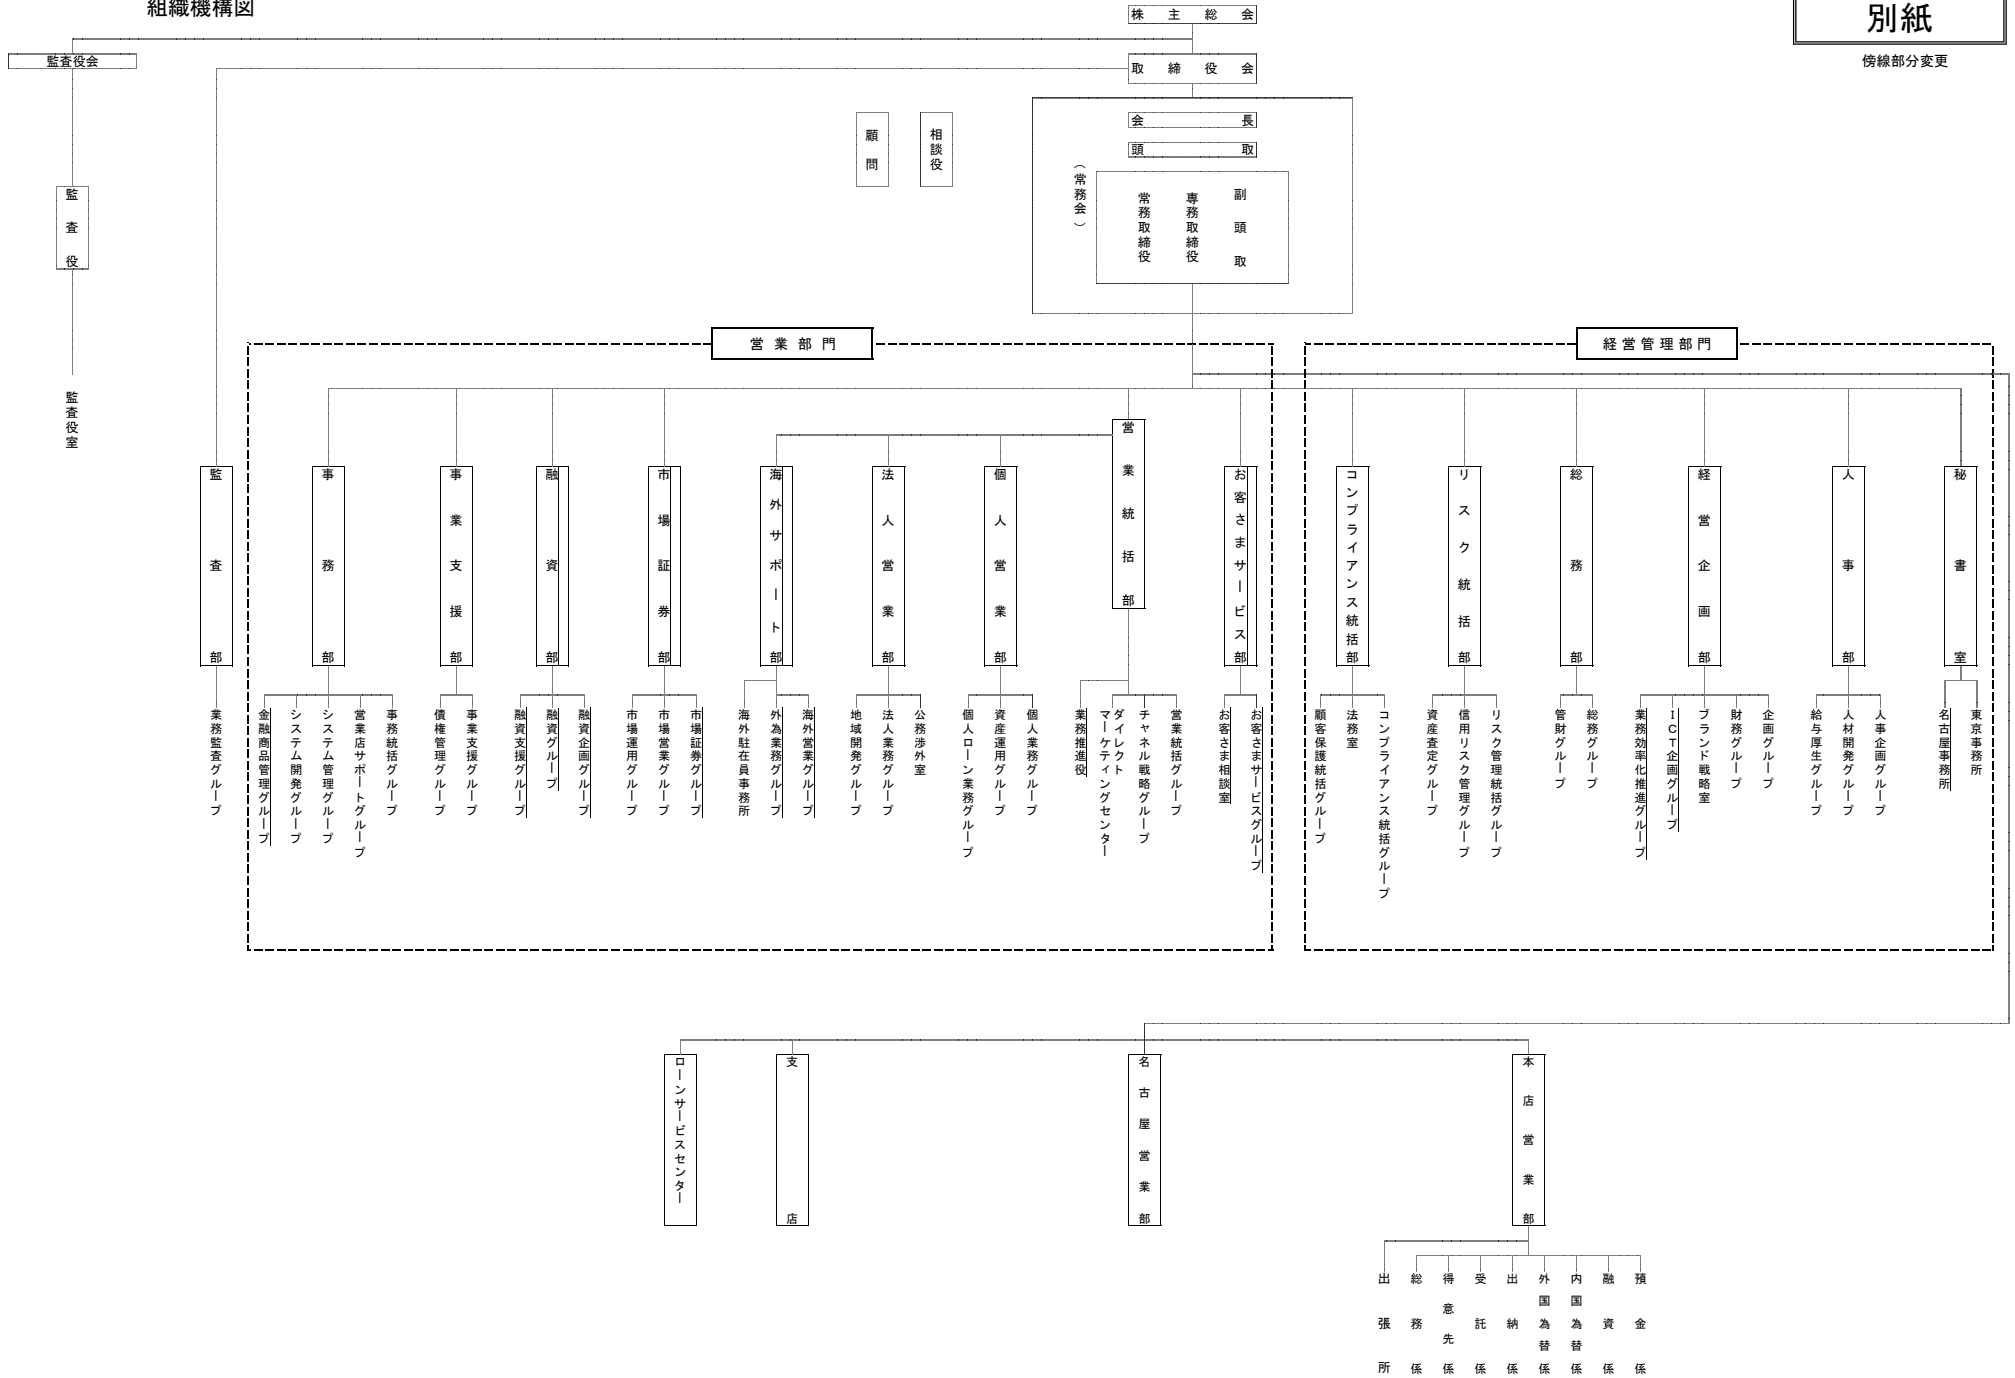 組織機構図
別紙
傍線部分変更
株主総会
監査役会
取締役会
会長
頭取
（常務会）
副頭取
専務取締役
常務取締役
相談役
顧問
監査役
監査役室
営業部門
経営管理部門
秘書室
人事部
経営企画部
総務部
リスク統括部
コンプライアンス統括部
お客さまサービス部
営業統括部
個人営業部
法人営業部
海外サポート部
市場証券部
融資部
事業支援部
事務部
監査部
東京事務所
名古屋事務所
人事企画グループ
人材開発グループ
給与厚生グループ
企画グループ
財務グループ
ブランド戦略室
ＩＣＴ企画グループ
業務効率化推進グループ
総務グループ
管財グループ
リスク管理統括グループ
信用リスク管理グループ
資産査定グループ
コンプライアンス統括グループ
法務室
顧客保護統括グループ
お客さまサービスグループ
お客さま相談室
営業統括グループ
チャネル戦略グループ
ダイレクト
マーケティングセンター
業務推進役
個人業務グループ
資産運用グループ
個人ローン業務グループ
公務渉外室
法人業務グループ
地域開発グループ
海外営業グループ
外為業務グループ
海外駐在員事務所
市場証券グループ
市場営業グループ
市場運用グループ
融資企画グループ
融資グループ
融資支援グループ
事業支援グループ
債権管理グループ
事務統括グループ
営業店サポートグループ
システム管理グループ
システム開発グループ
金融商品管理グループ
業務監査グループ
本店営業部
名古屋営業部
支店
ローンサービスセンター
預金係
融資係
内国為替係
外国為替係
出納係
受託係
得意先係
総務係
出張所